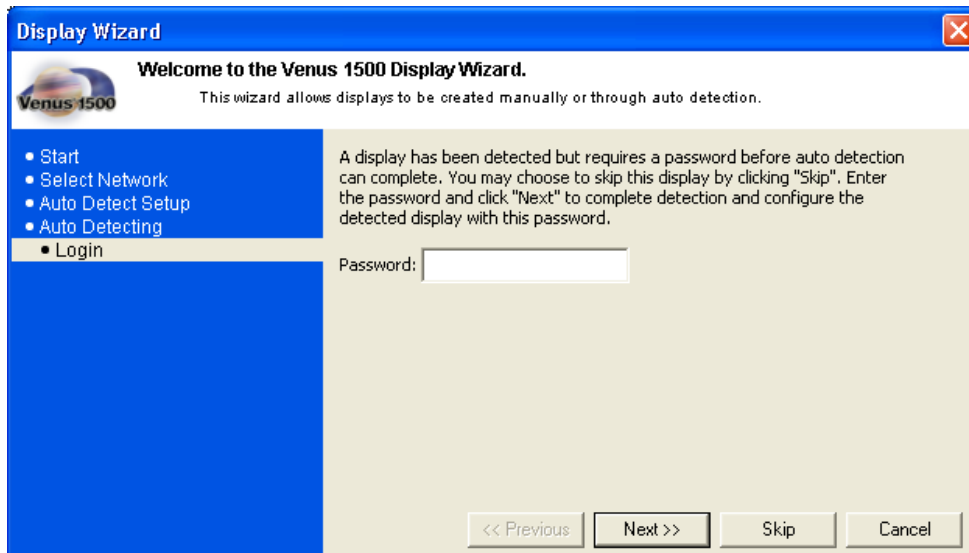 Display Wizard
Welcome to the Venus 1500 Display Wizard.
This wizard allows displays to be created manually or through auto detection.
Venus 1500
• Start
• Select Network
• Auto Detect Setup
• Auto Detecting
• Login
A display has been detected but requires a password before auto detection
can complete. You may choose to skip this display by clicking "Skip". Enter
the password and click "Next" to complete detection and configure the
detected display with this password.
Password:
<< Previous
Next >>
Skip
Cancel